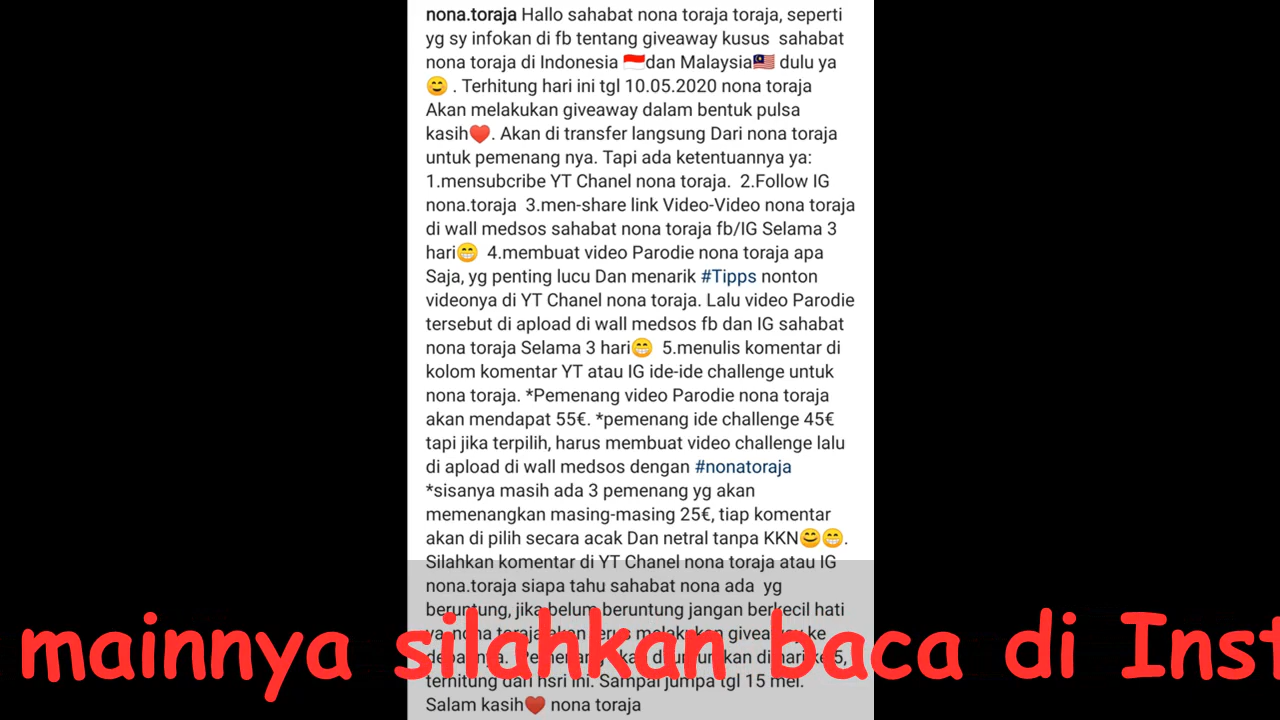 nona.toraja Hallo sahabat nona toraja toraja, seperti
yg sy infokan di fb tentang giveaway kusus sahabat
nona toraja di Indonesia 🇮🇩dan Malaysia🇲🇾 dulu ya
😊 . Terhitung hari ini tgl 10.05.2020 nona toraja
Akan melakukan giveaway dalam bentuk pulsa
kasih♥️. Akan di transfer langsung Dari nona toraja
untuk pemenang nya. Tapi ada ketentuannya ya:
1.mensubcribe YT Chanel nona toraja. 2.Follow IG
nona.toraja 3.men-share link Video-Video nona toraja
di wall medsos sahabat nona toraja fb/IG Selama 3
hari😁 4.membuat video Parodie nona toraja apa
Saja, yg penting lucu Dan menarik #Tipps nonton
videonya di YT Chanel nona toraja. Lalu video Parodie
tersebut di apload di wall medsos fb dan IG sahabat
nona toraja Selama 3 hari😁 5.menulis komentar di
kolom komentar YT atau IG ide-ide challenge untuk
nona toraja. *Pemenang video Parodie nona toraja
akan mendapat 55€. *pemenang ide challenge 45€
tapi jika terpilih, harus membuat video challenge lalu
di apload di wall medsos dengan #nonatoraja
*sisanya masih ada 3 pemenang yg akan
memenangkan masing-masing 25€, tiap komentar
akan di pilih secara acak Dan netral tanpa KKN😊😁.
Silahkan komentar di YT Chanel nona toraja atau IG
nona.toraja siapa tahu sahabat nona ada yg
beruntung, jika belum beruntung jangan berkecil hati
ya nona toraja akan terus melakukan giveaway ke
ternitung dari hsri ini. Sampai jumpa tgl 15 mei.
Salam kasih♥️ nona toraja
mainnya silahkan baca di Inst